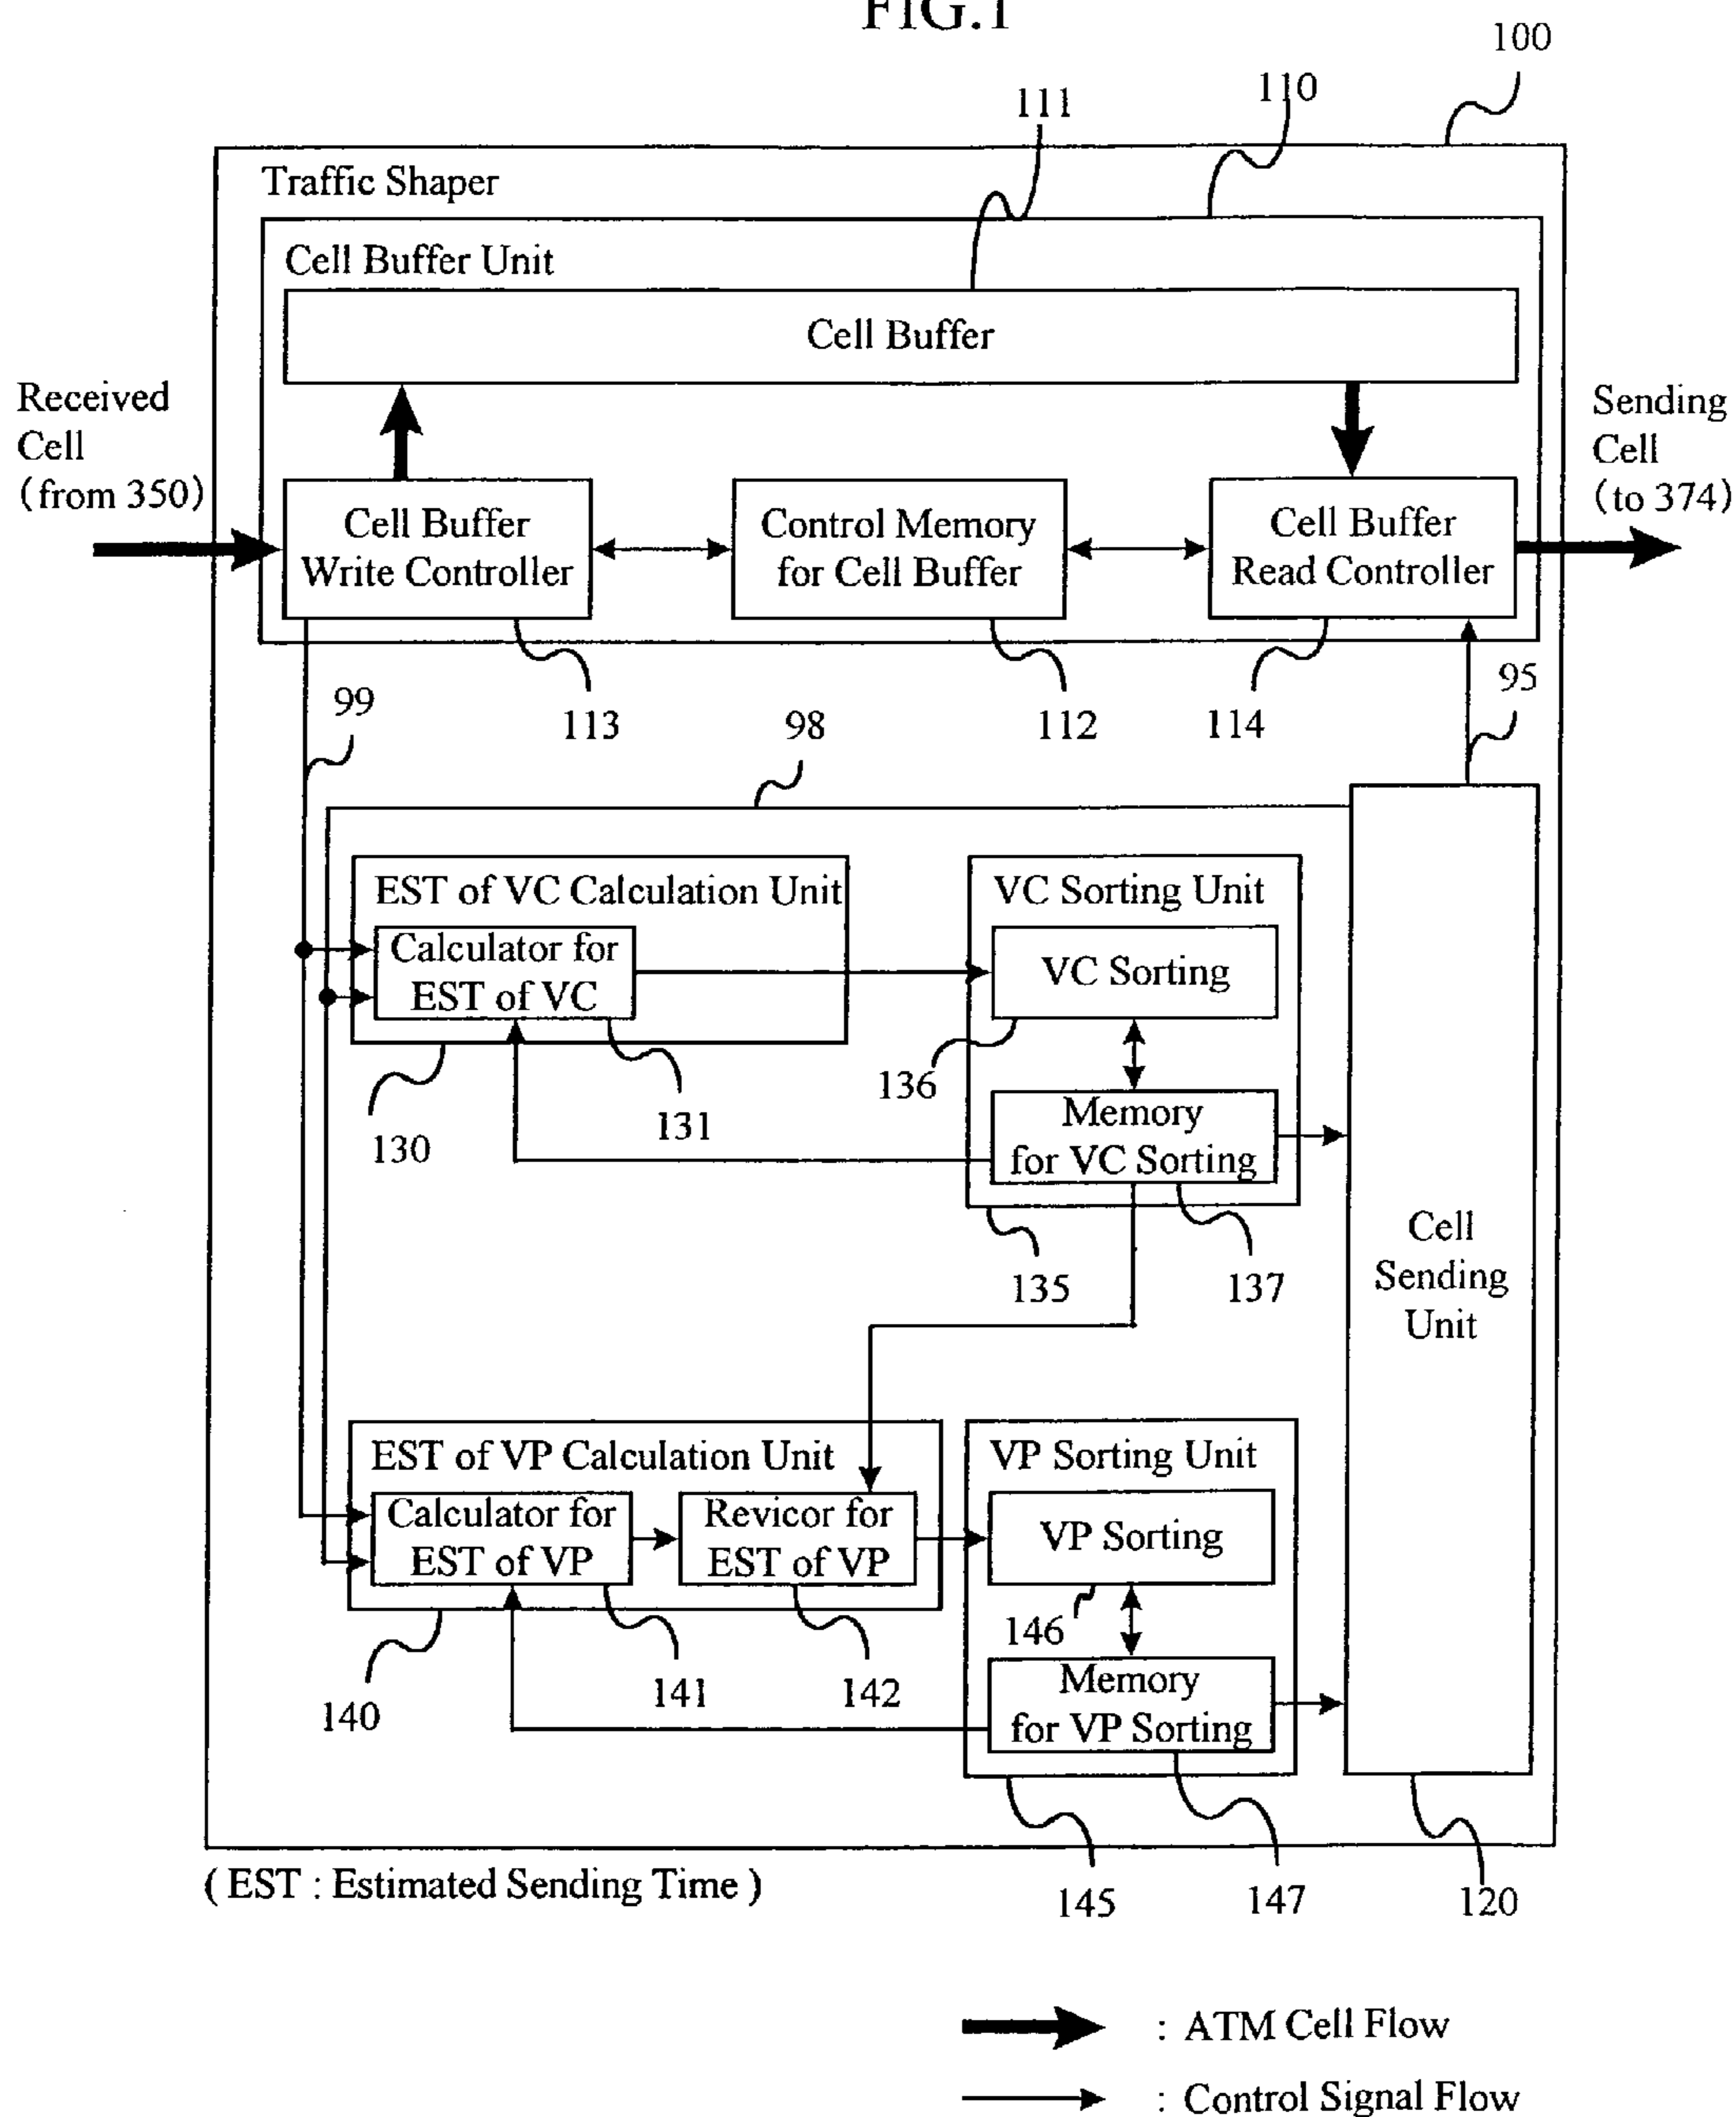 FIG.1
100
110
111
Traffic Shaper
Cell Buffer Unit
Cell Buffer
Received
Cell
(from 350)
Sending
Cell
(to 374)
Cell Buffer
Write Controller
Control Memory
for Cell Buffer
Cell Buffer
Read Controller
99
113
98
112
114
95
EST of VC Calculation Unit
Calculator for
EST of VC
VC Sorting Unit
VC Sorting
136
130
131
Memory
for VC Sorting
135
137
Cell
Sending
Unit
EST of VP Calculation Unit
Calculator for
EST of VP
Revicor for
EST of VP
VP Sorting Unit
VP Sorting
146
140
141
142
Memory
for VP Sorting
145
147
120
( EST : Estimated Sending Time )
: ATM Cell Flow
: Control Signal Flow